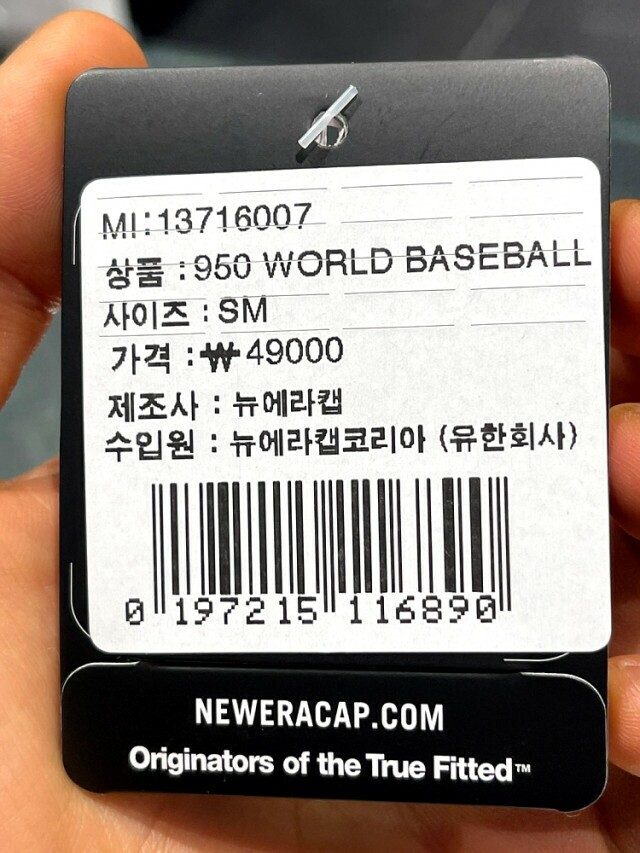 MI:13716007
상품 :950 WORLD BASEBALL
사이즈 : SM
가격 :₩49000
제조사 : 뉴에라캡
수입원 : 뉴에라캡코리아 (유한회사)
0 197215 116890
NEWERACAP.COM
Originators of the True Fitted™